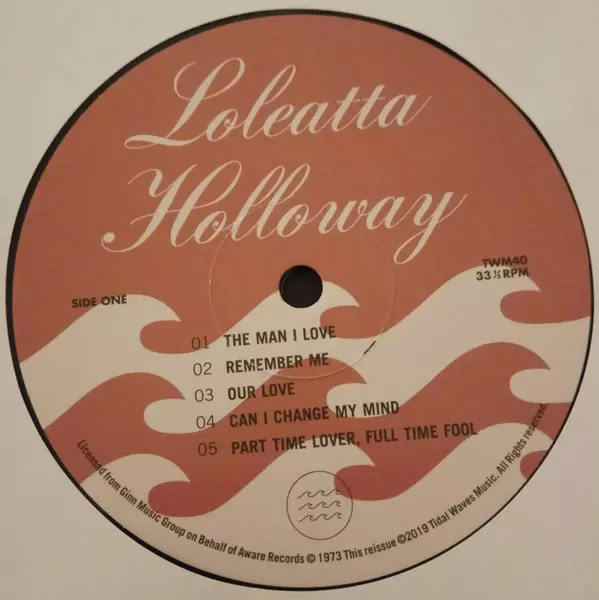 Loleatta
Holloway
TWM40
33 ⅓ RPM
SIDE ONE
01 THE MAN I LOVE
02 REMEMBER ME
03 OUR LOVE
04 CAN I CHANGE MY MIND
05 PART TIME LOVER, FULL TIME FOOL
Licensed from Ginn Music Group on Behalf of Aware Records © 1973 This reissue ©2019 Tidal Waves Music. All Rights reserved.